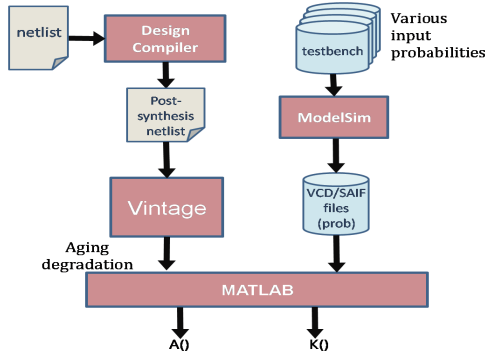 netlist
Design
Compiler
Post-
synthesis
netlist
Vintage
Aging
degradation
testbench
Various
input
probabilities
ModelSim
VCD/SAIF
files
(prob)
MATLAB
A()
K()